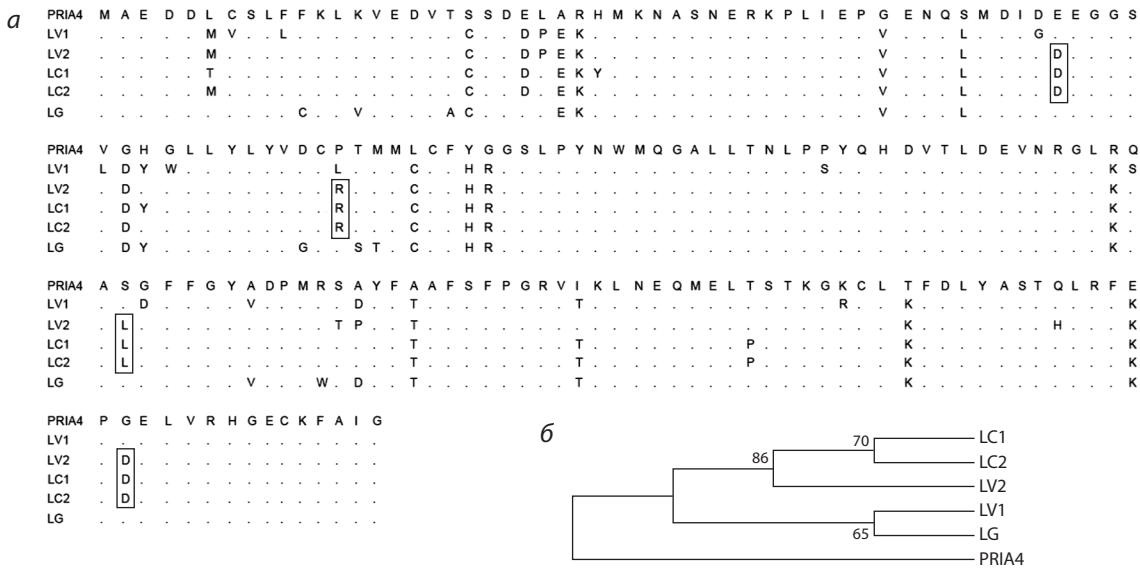 а
PRIA4 M A E D D L C S L F F K L K V E D V T S S D E L A R H M K N A S N E R K P L I E P G E N Q S M D I D E E G G S
LV1 . . . . . M V . . F . . . . . . . . . C . . D P E K . . . . . . . . . . . . . . . V . . . L . . . G . . . . .
LV2 . . . . . M . . . . . . . . . . . . . C . . D P E K . . . . . . . . . . . . . . . V . . . L . . . . D . . . .
LC1 . . . . . T . . . . . . . . . . . . . C . . D . E K Y . . . . . . . . . . . . . . V . . . L . . . . D . . . .
LC2 . . . . . M . . . . . . . . . . . . . C . . D . E K . . . . . . . . . . . . . . . V . . . L . . . . D . . . .
LG . . . . . . . . . . C . . V . . . . A C . . . . E K . . . . . . . . . . . . . . . V . . . L . . . . . . . . .
PRIA4 V G H G L L Y L Y V D C P T M M L C F Y G G S L P Y N W M Q G A L L T N L P P Y Q H D V T L D E V N R G L R Q
LV1 L D Y W . . . . . . . . L . . . C . . H R . . . . . . . . . . . . . . . . . S . . . . . . . . . . . . . . K S
LV2 . D . . . . . . . . . . R . . . C . . H R . . . . . . . . . . . . . . . . . . . . . . . . . . . . . . . . K .
LC1 . D Y . . . . . . . . . R . . . C . . H R . . . . . . . . . . . . . . . . . . . . . . . . . . . . . . . . K .
LC2 . D . . . . . . . . . . R . . . C . . H R . . . . . . . . . . . . . . . . . . . . . . . . . . . . . . . . K .
LG . D Y . . . . . . . G . . S T . C . . H R . . . . . . . . . . . . . . . . . . . . . . . . . . . . . . . . K .
PRIA4 A S G F F G Y A D P M R S A Y F A A F S F P G R V I K L N E Q M E L T S T K G K C L T F D L Y A S T Q L R F E
LV1 . . D . . . . V . . . . . D . . T . . . . . . . . T . . . . . . . . . . . . . R . . K . . . . . . . . . . . K
LV2 . L . . . . . . . . . . T P . . T . . . . . . . . . . . . . . . . . . . . . . . . . K . . . . . . . H . . . K
LC1 . L . . . . . . . . . . . . . . T . . . . . . . . T . . . . . . . . P . . . . . . . K . . . . . . . . . . . K
LC2 . L . . . . . . . . . . . . . . T . . . . . . . . T . . . . . . . . P . . . . . . . K . . . . . . . . . . . K
LG . . . . . . . V . . . W . D . . T . . . . . . . . T . . . . . . . . . . . . . . . . K . . . . . . . . . . . K
PRIA4 P G E L V R H G E C K F A I G
LV1 . . . . . . . . . . . . . . .
LV2 . D . . . . . . . . . . . . .
LC1 . D . . . . . . . . . . . . .
LC2 . D . . . . . . . . . . . . .
LG . . . . . . . . . . . . . . .
б
70
LC1
86
LC2
LV2
LV1
65
LG
PRIA4